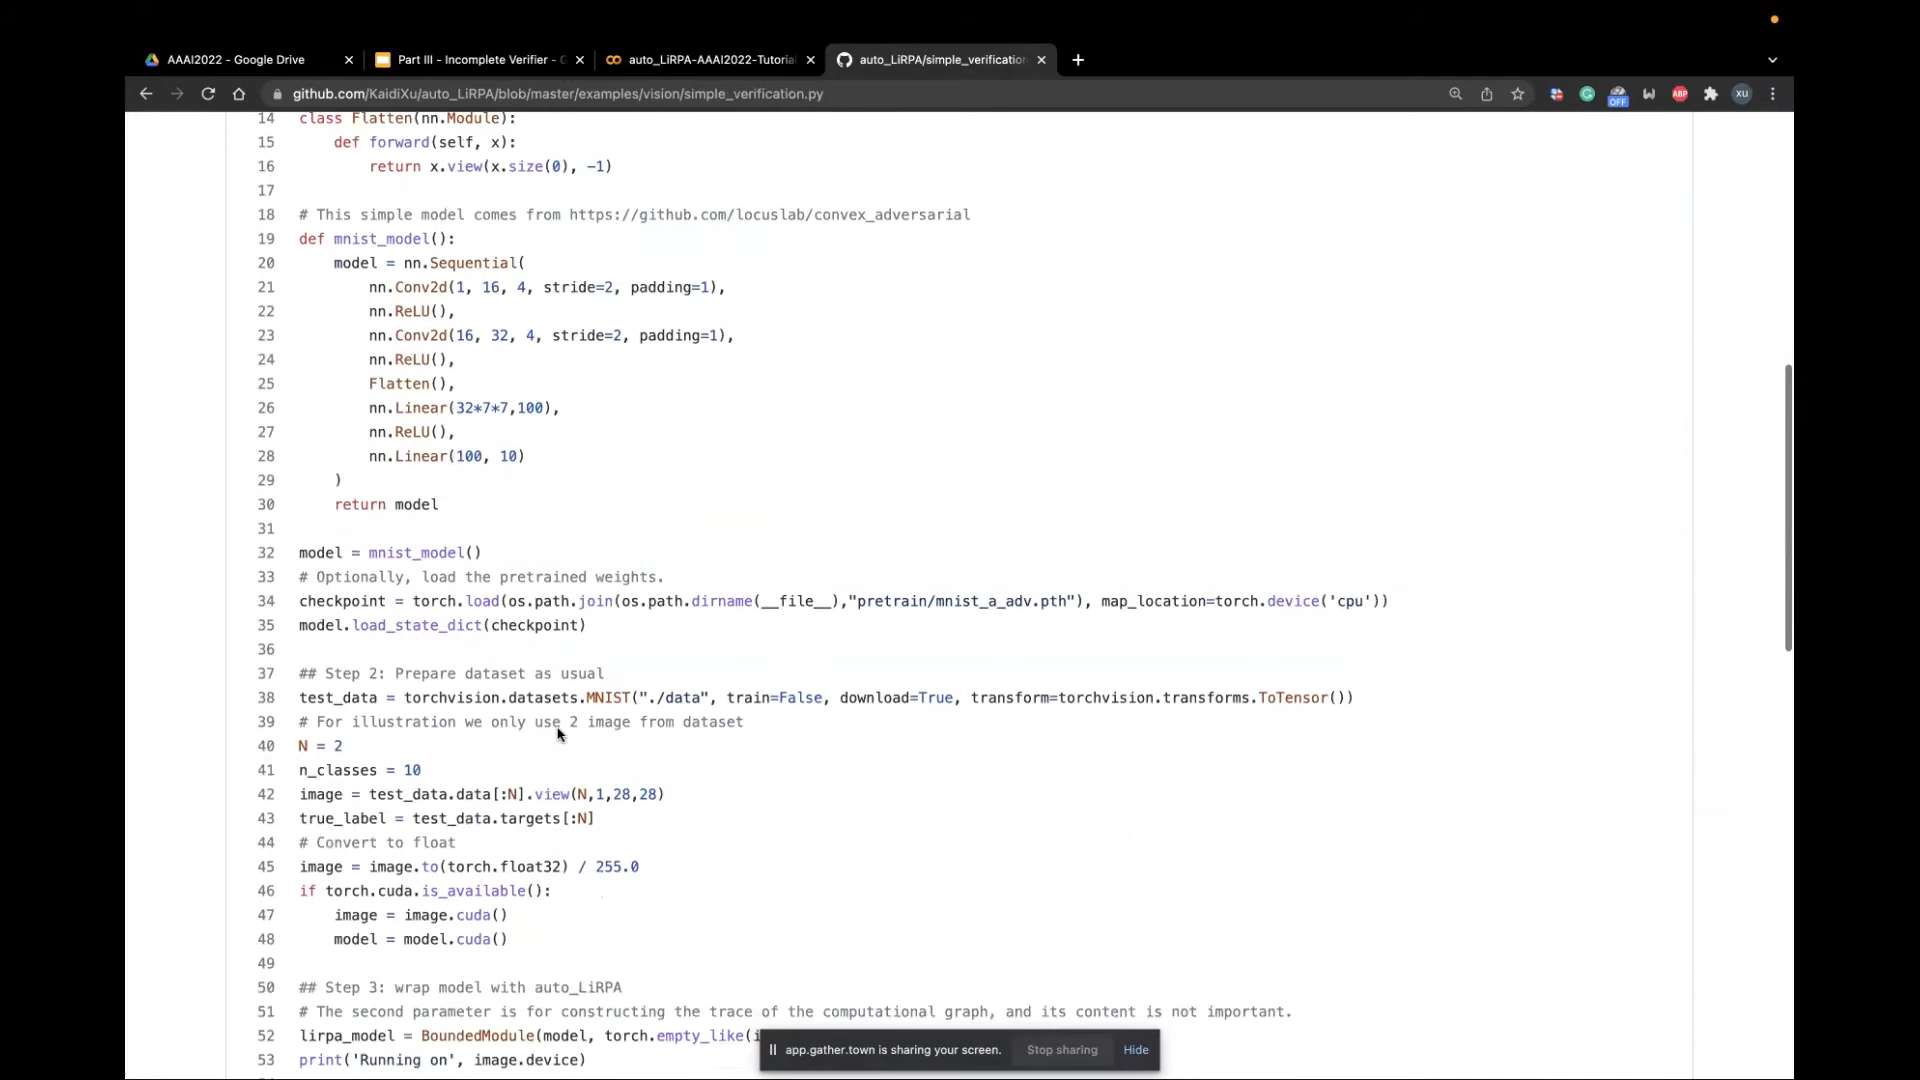 AAAI2022 - Google Drive
Part III - Incomplete Verifier - G
auto_LiRPA-AAAI2022-Tutorial
auto_LiRPA/simple_verification
github.com/KaidiXu/auto_LiRPA/blob/master/examples/vision/simple_verification.py
OFF
ABP
XU
14 class Flatten(nn.Module):
15 def forward(self, x):
16 return x.view(x.size(0), -1)
17
18 # This simple model comes from https://github.com/locuslab/convex_adversarial
19 def mnist_model():
20 model = nn.Sequential(
21 nn.Conv2d(1, 16, 4, stride=2, padding=1),
22 nn.ReLU(),
23 nn.Conv2d(16, 32, 4, stride=2, padding=1),
24 nn.ReLU(),
25 Flatten(),
26 nn.Linear(32*7*7,100),
27 nn.ReLU(),
28 nn.Linear(100, 10)
29 )
30 return model
31
32 model = mnist_model()
33 # Optionally, load the pretrained weights.
34 checkpoint = torch.load(os.path.join(os.path.dirname(__file__),"pretrain/mnist_a_adv.pth"), map_location=torch.device('cpu'))
35 model.load_state_dict(checkpoint)
36
37 ## Step 2: Prepare dataset as usual
38 test_data = torchvision.datasets.MNIST("./data", train=False, download=True, transform=torchvision.transforms.ToTensor())
39 # For illustration we only use 2 image from dataset
40 N = 2
41 n_classes = 10
42 image = test_data.data[:N].view(N,1,28,28)
43 true_label = test_data.targets[:N]
44 # Convert to float
45 image = image.to(torch.float32) / 255.0
46 if torch.cuda.is_available():
47 image = image.cuda()
48 model = model.cuda()
49
50 ## Step 3: wrap model with auto_LiRPA
51 # The second parameter is for constructing the trace of the computational graph, and its content is not important.
52 lirpa_model = BoundedModule(model, torch.empty_like(i
53 print('Running on', image.device)
app.gather.town is sharing your screen. Stop sharing Hide